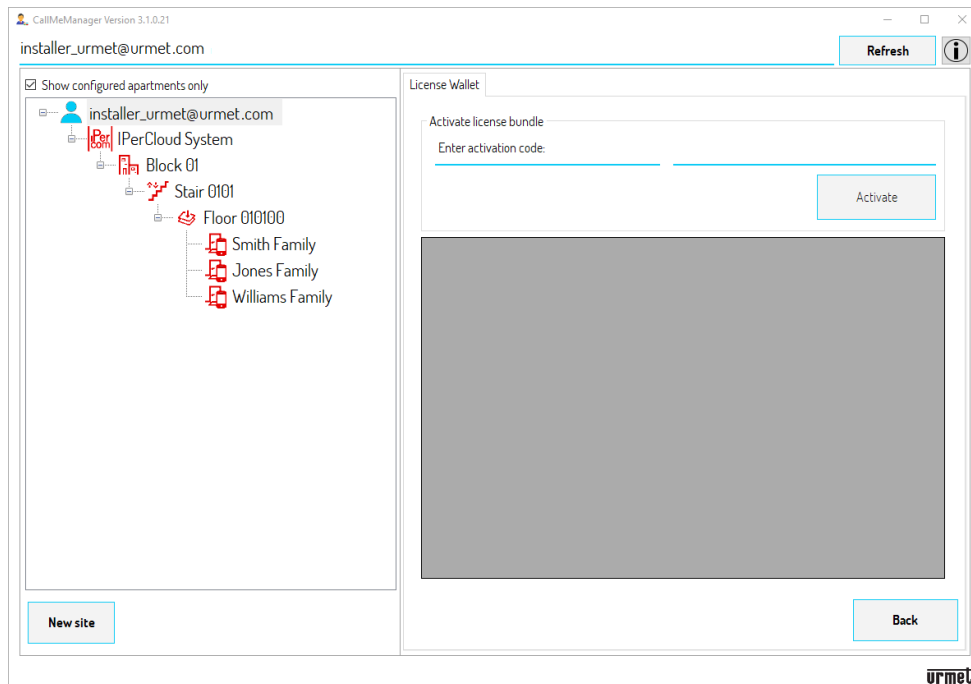 CallMeManager Version 3.1.0.21
installer_urmet@urmet.com
Refresh
Show configured apartments only
installer_urmet@urmet.com
IPer
com
IPerCloud System
Block 01
Stair 0101
Floor 010100
Smith Family
Jones Family
Williams Family
New site
License Wallet
Activate license bundle
Enter activation code:
Activate
Back
urmet